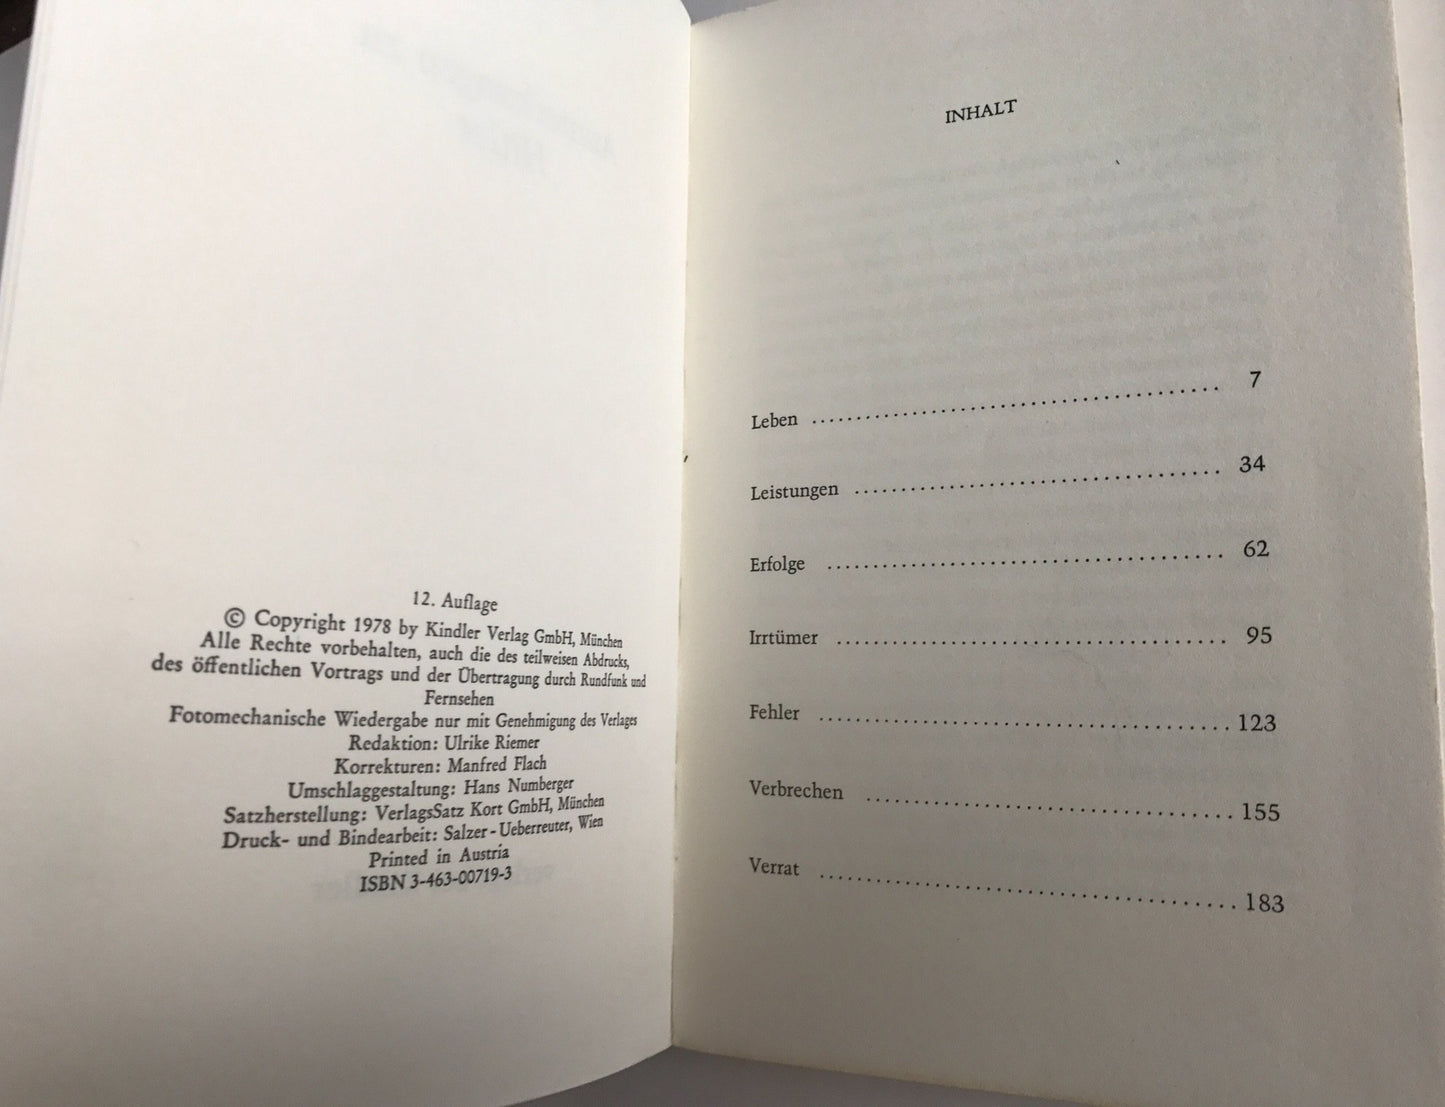 12. Auflage
© Copyright 1978 by Kindler Verlag GmbH, München
Alle Rechte vorbehalten, auch die des teilweisen Abdrucks,
des öffentlichen Vortrags und der Übertragung durch Rundfunk und
Fernsehen
Fotomechanische Wiedergabe nur mit Genehmigung des Verlages
Redaktion: Ulrike Riemer
Korrekturen: Manfred Flach
Umschlaggestaltung: Hans Numberger
Satzherstellung: VerlagsSatz Kort GmbH, München
Druck- und Bindearbeit: Salzer-Ueberreuter, Wien
Printed in Austria
ISBN 3-463-00719-3
INHALT
Leben 7
Leistungen 34
Erfolge 62
Irrtümer 95
Fehler 123
Verbrechen 155
Verrat 183